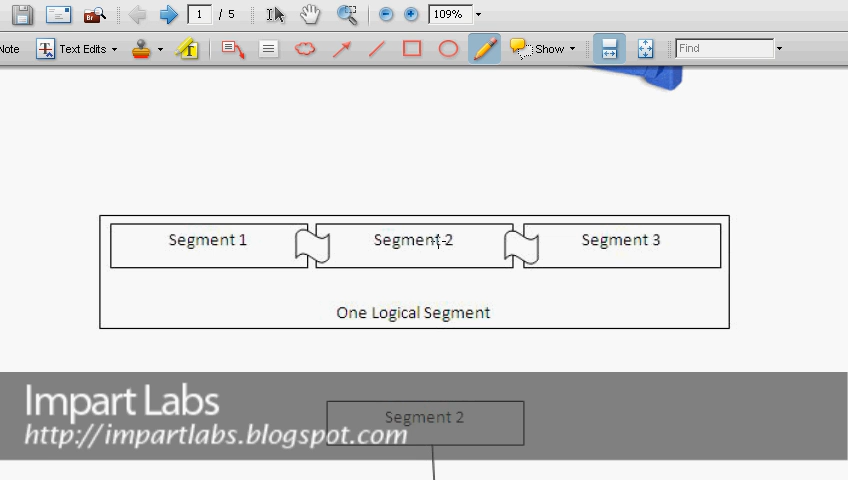 Br 1 / 5 109%
Note T Text Edits T Show Find
Segment 1 Segment 2 Segment 3
One Logical Segment
Segment 2
Impart Labs
http://impartlabs.blogspot.com